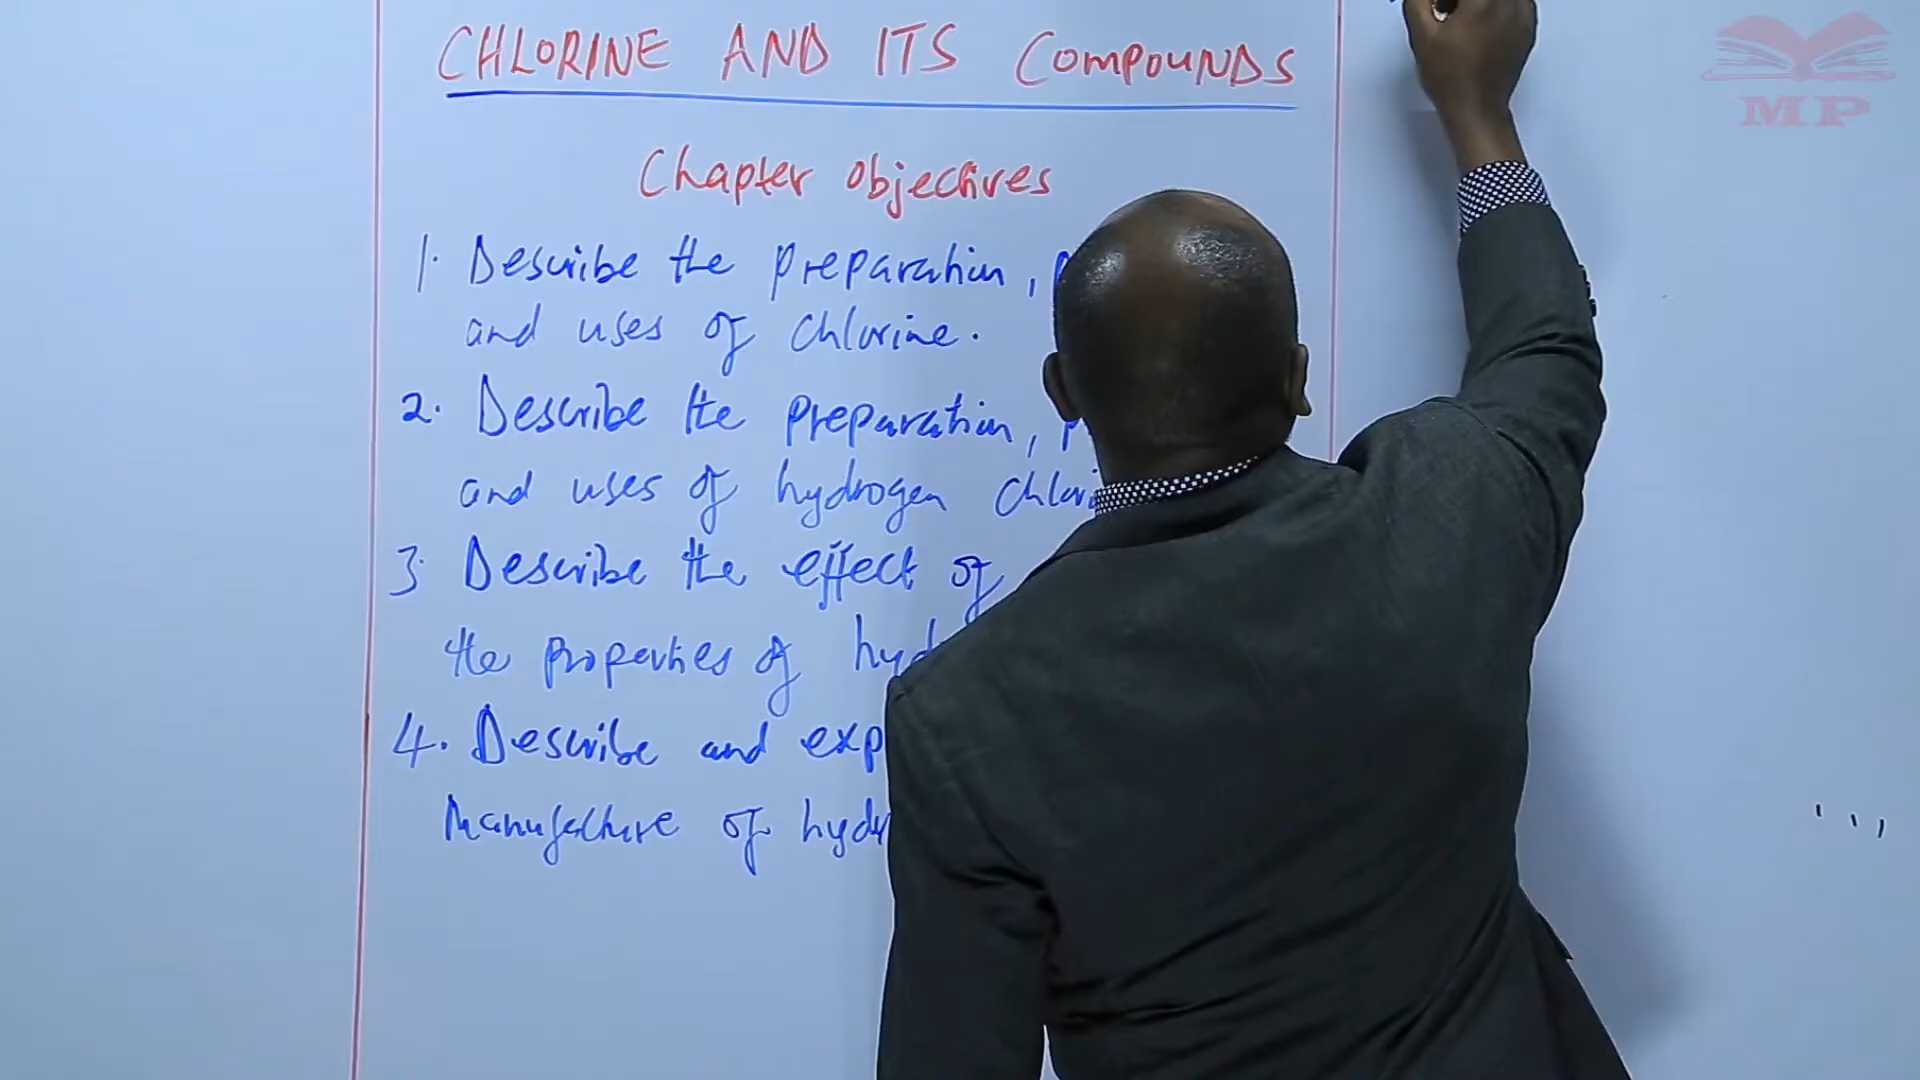 CHLORINE AND ITS COMPOUNDS
Chapter objectives
1. Describe the preparation,
and uses of chlorine.
2. Describe the preparation,
and uses of hydrogen
3. Describe the effect of
the properties of
4. Describe and
Manufacture of
MP